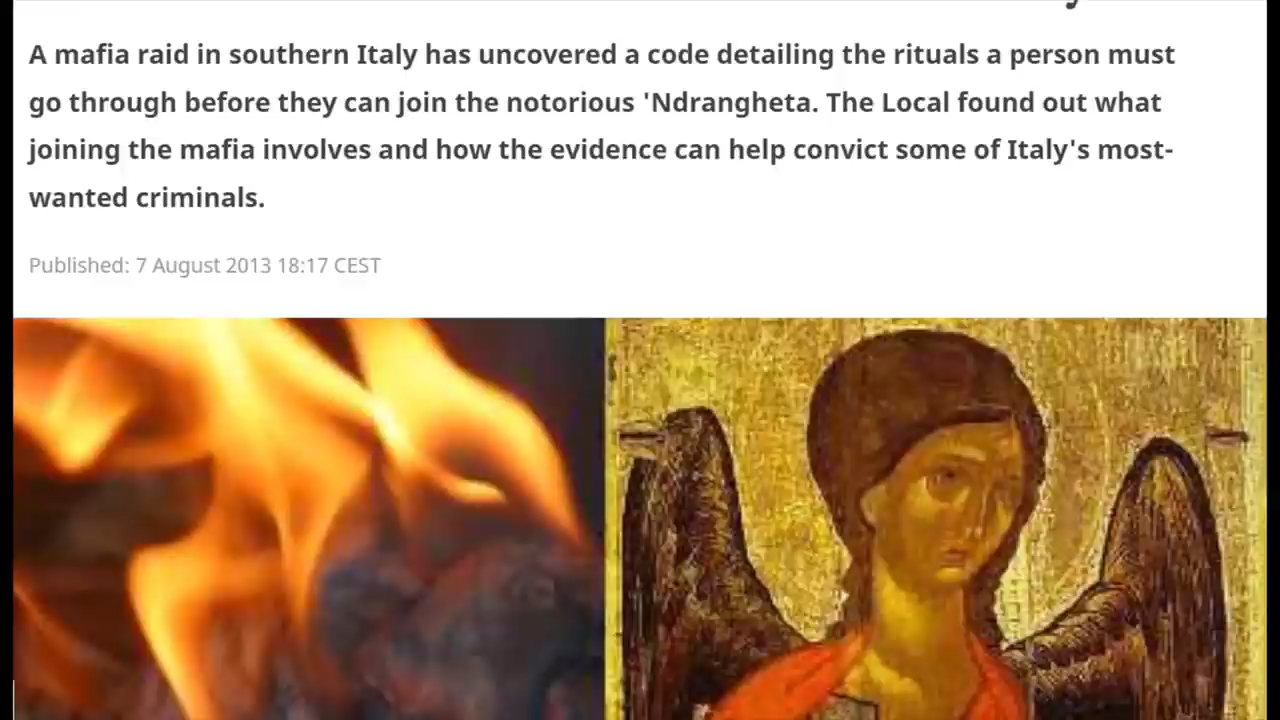 A mafia raid in southern Italy has uncovered a code detailing the rituals a person must
go through before they can join the notorious 'Ndrangheta. The Local found out what
joining the mafia involves and how the evidence can help convict some of Italy's most-
wanted criminals.
Published: 7 August 2013 18:17 CEST